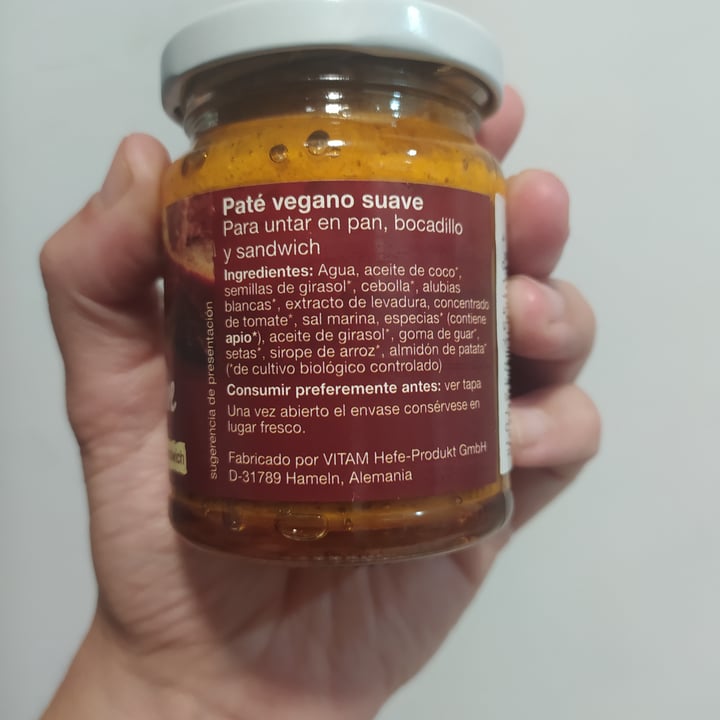 Paté vegano suave
Para untar en pan, bocadillo
y sandwich
Ingredientes: Agua, aceite de coco*,
semillas de girasol*, cebolla*, alubias
blancas*, extracto de levadura, concentrado
de tomate*, sal marina, especias* (contiene
apio*), aceite de girasol*, goma de guar*,
setas*, sirope de arroz*, almidón de patata*
(*de cultivo biológico controlado)
Consumir preferemente antes: ver tapa
Una vez abierto el envase consérvese en
lugar fresco.
Fabricado por VITAM Hefe-Produkt GmbH
D-31789 Hameln, Alemania
sugerencia de presentación